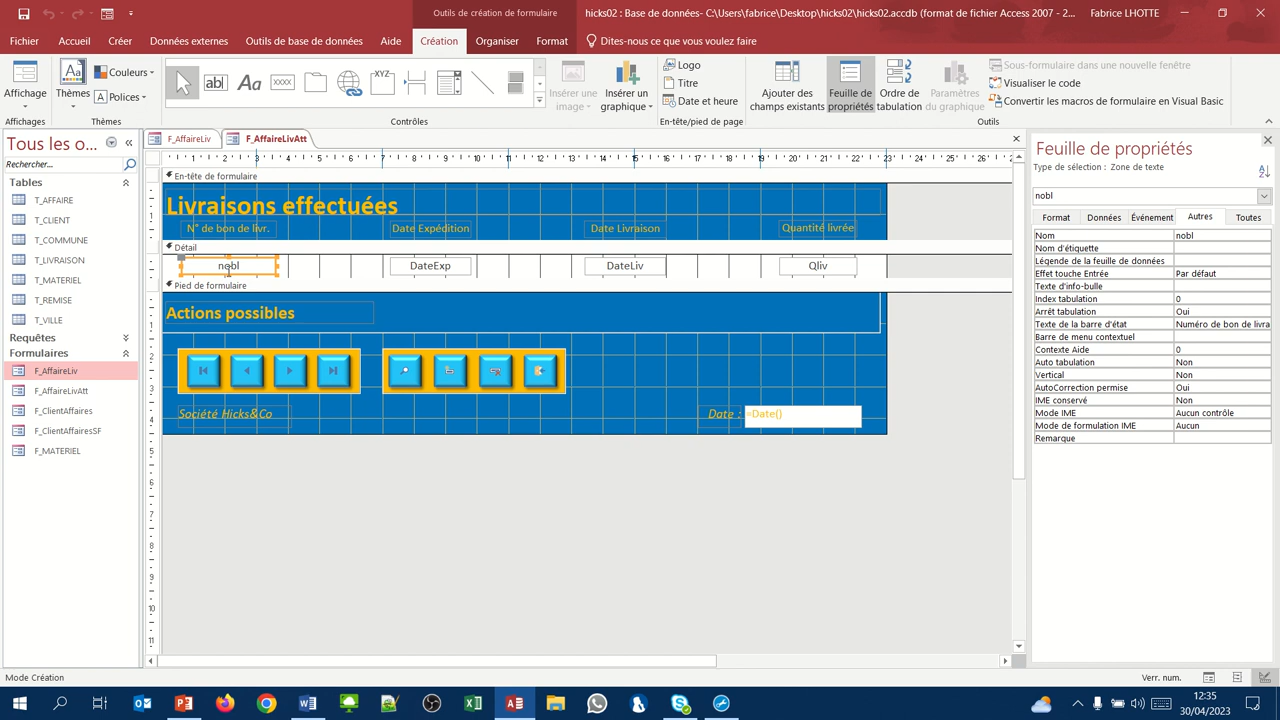 Outils de création de formulaire
hicks02 : Base de données- C:\Users\fabrice\Desktop\hicks02\hicks02.accdb (format de fichier Access 2007 - 2...
Fabrice LHOTTE
Fichier
Accueil
Créer
Données externes
Outils de base de données
Aide
Création
Organiser
Format
Dites-nous ce que vous voulez faire
Affichage
Affichages
Thèmes
Couleurs
Polices
Thèmes
ab|
Aa
XXXX
XYZ
Contrôles
Insérer une image
Insérer un graphique
Logo
Titre
Date et heure
En-tête/pied de page
Ajouter des champs existants
Feuille de propriétés
Ordre de tabulation
Paramètres du graphique
Sous-formulaire dans une nouvelle fenêtre
Visualiser le code
Convertir les macros de formulaire en Visual Basic
Outils
Tous les o...
Rechercher...
Tables
T_AFFAIRE
T_CLIENT
T_COMMUNE
T_LIVRAISON
T_MATERIEL
T_REMISE
T_VILLE
Requêtes
Formulaires
F_AffaireLiv
F_AffaireLivAtt
F_ClientAffaires
F_ClientAffairesSF
F_MATERIEL
F_AffaireLiv
F_AffaireLivAtt
En-tête de formulaire
Livraisons effectuées
N° de bon de livr.
Date Expédition
Date Livraison
Quantité livrée
Détail
nobl
DateExp
DateLiv
Qliv
Pied de formulaire
Actions possibles
Société Hicks&Co
Date :
=Date()
Feuille de propriétés
Type de sélection : Zone de texte
nobl
Format
Données
Événement
Autres
Toutes
Nom nobl
Nom d'étiquette
Légende de la feuille de données
Effet touche Entrée Par défaut
Texte d'info-bulle
Index tabulation 0
Arrêt tabulation Oui
Texte de la barre d'état Numéro de bon de livra
Barre de menu contextuel
Contexte Aide 0
Auto tabulation Non
Vertical Non
AutoCorrection permise Oui
IME conservé Non
Mode IME Aucun contrôle
Mode de formulation IME Aucun
Remarque
Mode Création
Verr. num.
12:35
30/04/2023